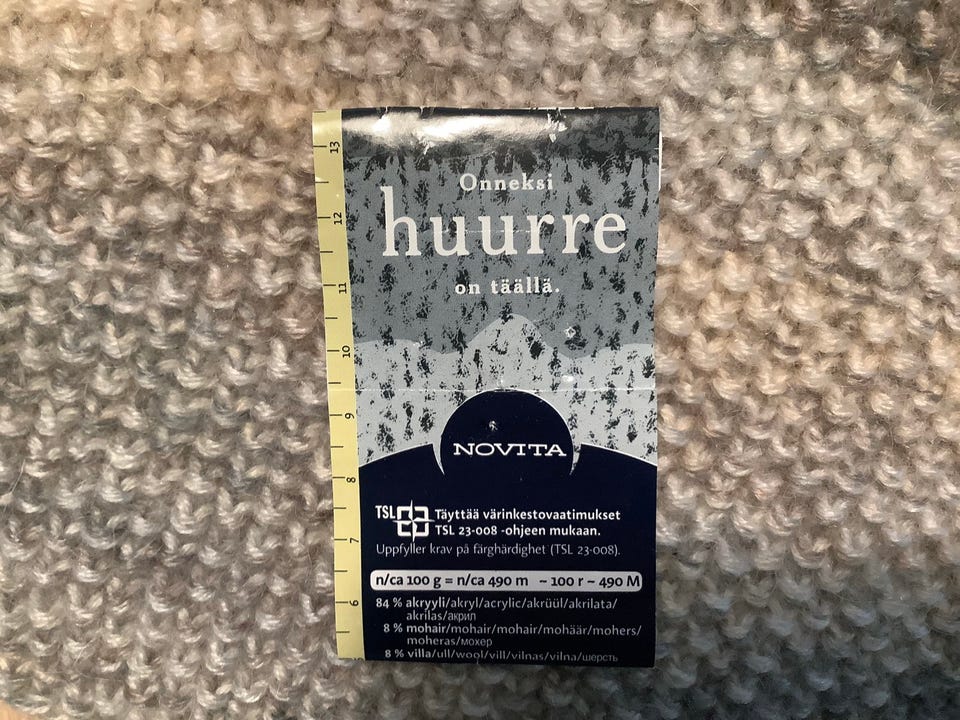 Onneksi
huurre
on täällä.
NOVITA
TSL Täyttää värinkestovaatimukset
TSL 23-008 -ohjeen mukaan.
Uppfyller krav på färghärdighet (TSL 23-008).
n/ca 100 g = n/ca 490 m ~ 100 г ~ 490 M
84 % akryyli/akryl/acrylic/akrüül/akrilata/
akrilas/акрил
8 % mohair/mohair/mohair/mohäär/mohers/
moheras/мохер
8 % villa/ull/wool/vill/vilnas/vilna/шерсть
13
12
11
10
9
8
7
6